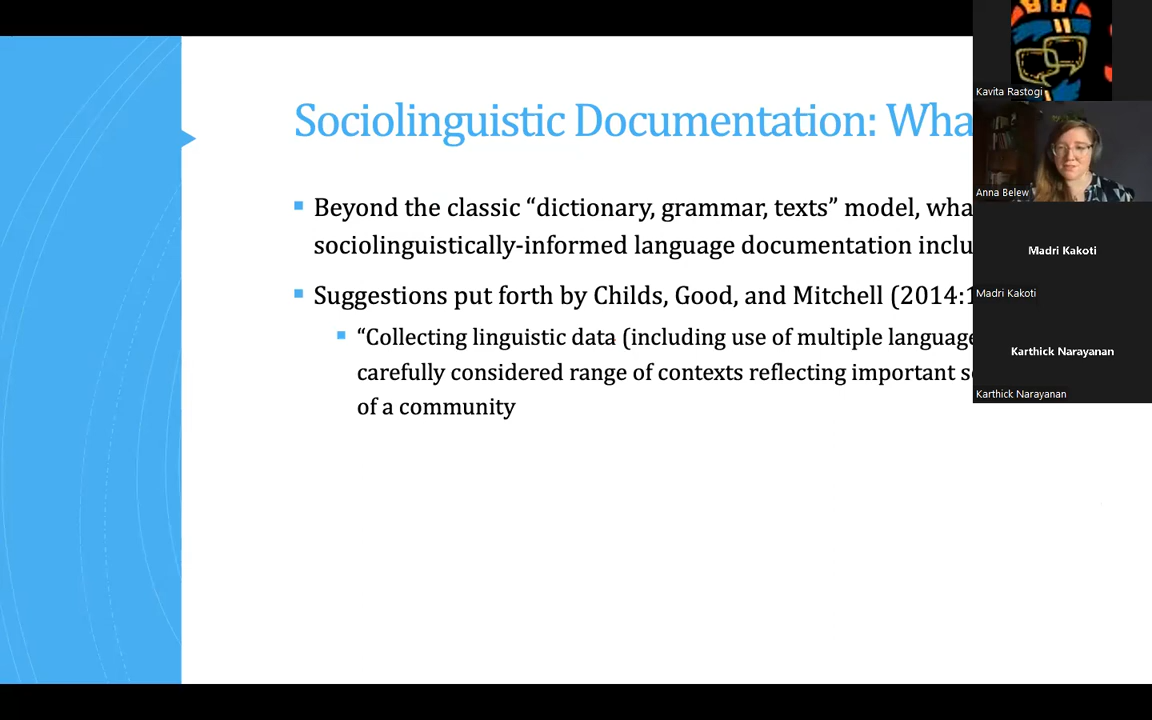 Sociolinguistic Documentation: Wha
Beyond the classic “dictionary, grammar, texts” model, wha
sociolinguistically-informed language documentation inclu
Suggestions put forth by Childs, Good, and Mitchell (2014:1
“Collecting linguistic data (including use of multiple language
carefully considered range of contexts reflecting important s
of a community
Kavita Rastogi
Anna Belew
Madri Kakoti
Madri Kakoti
Karthick Narayanan
Karthick Narayanan